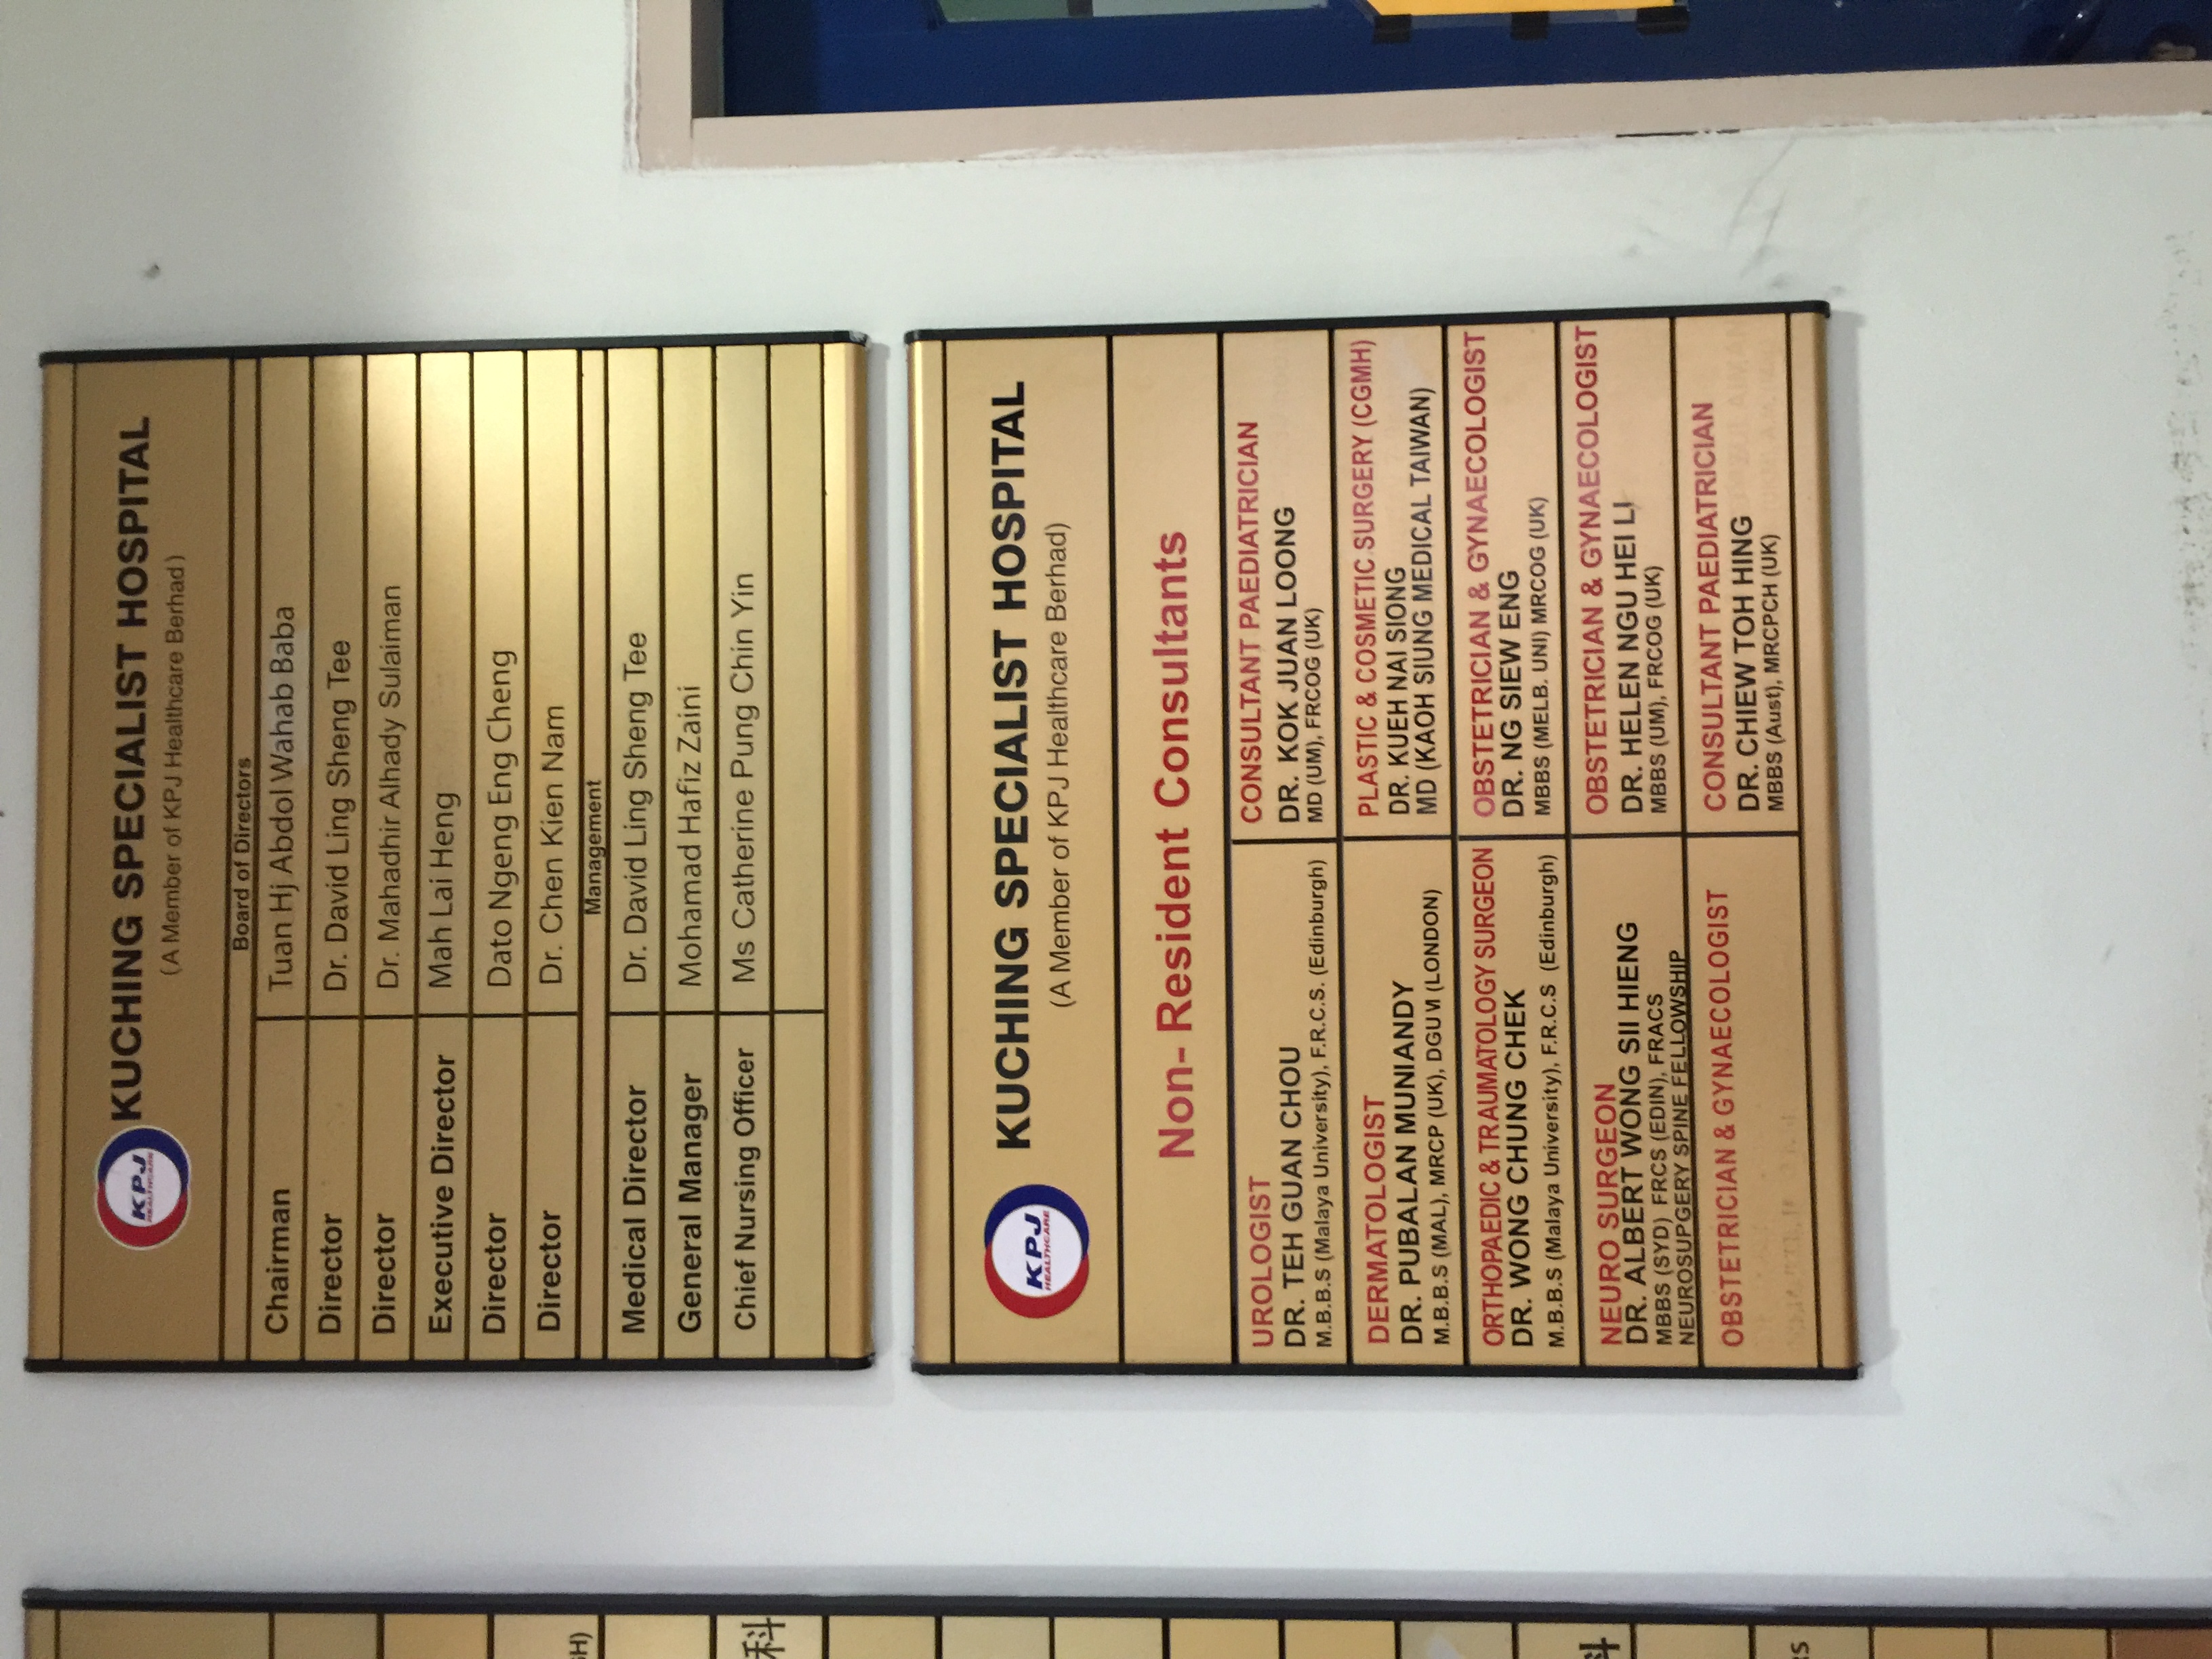 KPJ
HEALTHCARE
KUCHING SPECIALIST HOSPITAL
(A Member of KPJ Healthcare Berhad)
Board of Directors
Chairman Tuan Hj Abdol Wahab Baba
Director Dr. David Ling Sheng Tee
Director Dr. Mahadhir Alhady Sulaiman
Executive Director Mah Lai Heng
Director Dato Ngeng Eng Cheng
Director Dr. Chen Kien Nam
Management
Medical Director Dr. David Ling Sheng Tee
General Manager Mohamad Hafiz Zaini
Chief Nursing Officer Ms Catherine Pung Chin Yin
KPJ
HEALTHCARE
KUCHING SPECIALIST HOSPITAL
(A Member of KPJ Healthcare Berhad)
Non- Resident Consultants
UROLOGIST
DR. TEH GUAN CHOU
M.B.B.S (Malaya University), F.R.C.S. (Edinburgh)
DERMATOLOGIST
DR. PUBALAN MUNIANDY
M.B.B.S (MAL), MRCP (UK), DGUM (LONDON)
ORTHOPAEDIC & TRAUMATOLOGY SURGEON
DR. WONG CHUNG CHEK
M.B.B.S (Malaya University), F.R.C.S (Edinburgh)
NEURO SURGEON
DR. ALBERT WONG SII HIENG
MBBS (SYD) FRCS (EDIN), FRACS
NEUROSUPGERY SPINE FELLOWSHIP
OBSTETRICIAN & GYNAECOLOGIST
CONSULTANT PAEDIATRICIAN
DR. KOK JUAN LOONG
MD (UM), FRCOG (UK)
PLASTIC & COSMETIC SURGERY (CGMH)
DR. KUEH NAI SIONG
MD (KAOH SIUNG MEDICAL TAIWAN)
OBSTETRICIAN & GYNAECOLOGIST
DR. NG SIEW ENG
MBBS (MELB. UNI) MRCOG (UK)
OBSTETRICIAN & GYNAECOLOGIST
DR. HELEN NGU HEI LI
MBBS (UM), FRCOG (UK)
CONSULTANT PAEDIATRICIAN
DR. CHIEW TOH HING
MBBS (Aust), MRCPCH (UK)
科